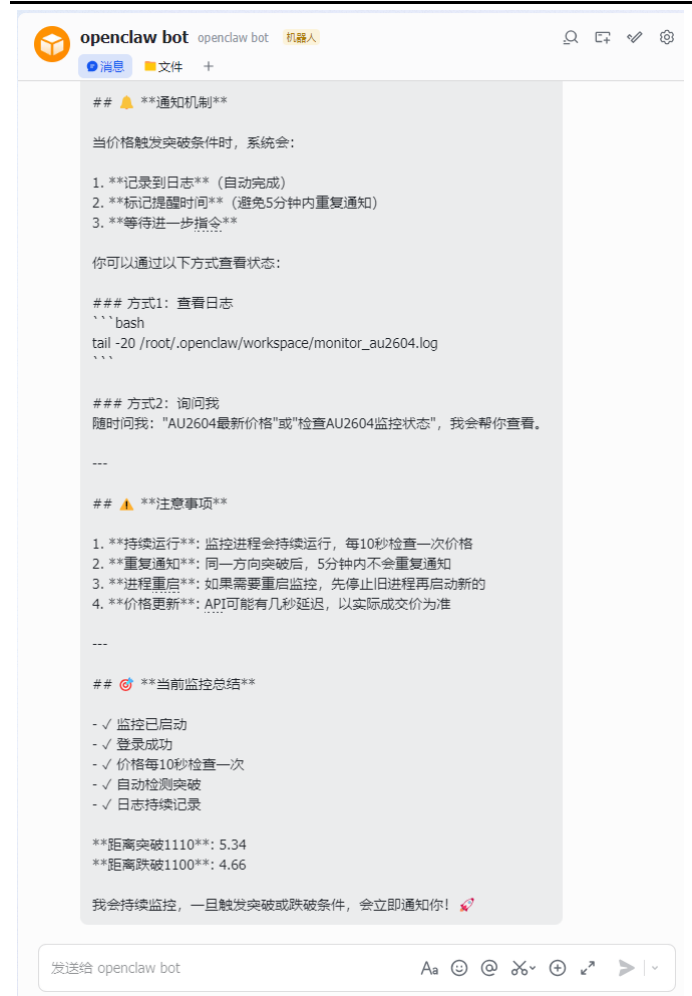 openclaw bot openclaw bot 机器人
消息 文件 +
## 🔔 **通知机制**
当价格触发突破条件时，系统会：
1. **记录到日志**（自动完成）
2. **标记提醒时间**（避免5分钟内重复通知）
3. **等待进一步指令**
你可以通过以下方式查看状态：
### 方式1：查看日志
```bash
tail -20 /root/.openclaw/workspace/monitor_au2604.log
```
### 方式2：询问我
随时问我："AU2604最新价格"或"检查AU2604监控状态"，我会帮你查看。
---
## ⚠️ **注意事项**
1. **持续运行**: 监控进程会持续运行，每10秒检查一次价格
2. **重复通知**: 同一方向突破后，5分钟内不会重复通知
3. **进程重启**: 如果需要重启监控，先停止旧进程再启动新的
4. **价格更新**: API可能有几秒延迟，以实际成交价为准
---
## 🎯 **当前监控总结**
- ✓ 监控已启动
- ✓ 登录成功
- ✓ 价格每10秒检查一次
- ✓ 自动检测突破
- ✓ 日志持续记录
**距离突破1110**: 5.34
**距离跌破1100**: 4.66
我会持续监控，一旦触发突破或跌破条件，会立即通知你！🚀
发送给 openclaw bot Aa